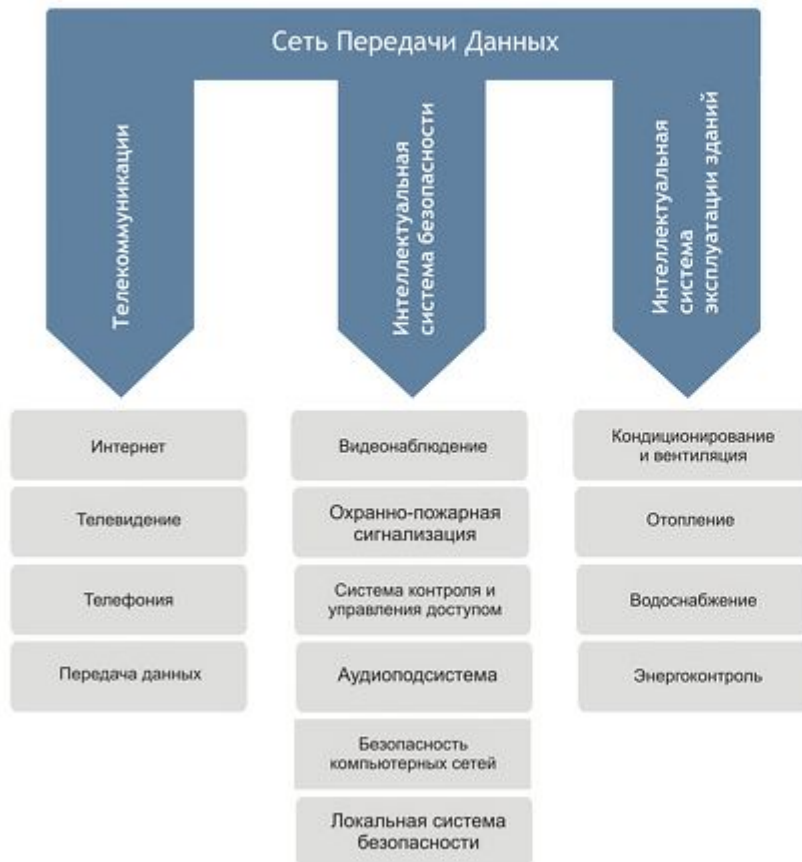 Сеть Передачи Данных
Телекоммуникации
Интеллектуальная
система безопасности
Интеллектуальная
система
эксплуатации зданий
Интернет
Телевидение
Телефония
Передача данных
Видеонаблюдение
Охранно-пожарная
сигнализация
Система контроля и
управления доступом
Аудиоподсистема
Безопасность
компьютерных сетей
Локальная система
безопасности
Кондиционирование
и вентиляция
Отопление
Водоснабжение
Энергоконтроль